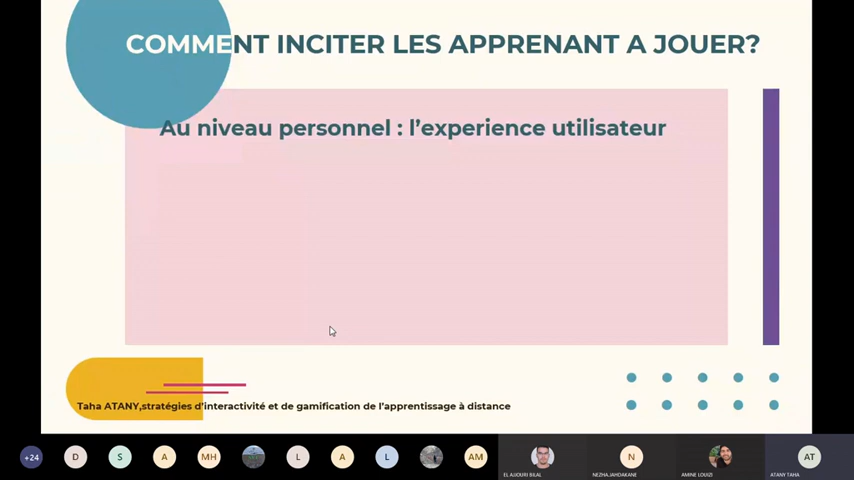 COMMENT INCITER LES APPRENANT A JOUER?
Au niveau personnel : l’experience utilisateur
Taha ATANY,stratégies d’interactivité et de gamification de l’apprentissage à distance
+24
D
S
A
MH
L
A
L
AM
EL AJOURI BILAL
N
NEZHA JAHDAKANE
AMINE LOUIZI
AT
ATANY TAHA